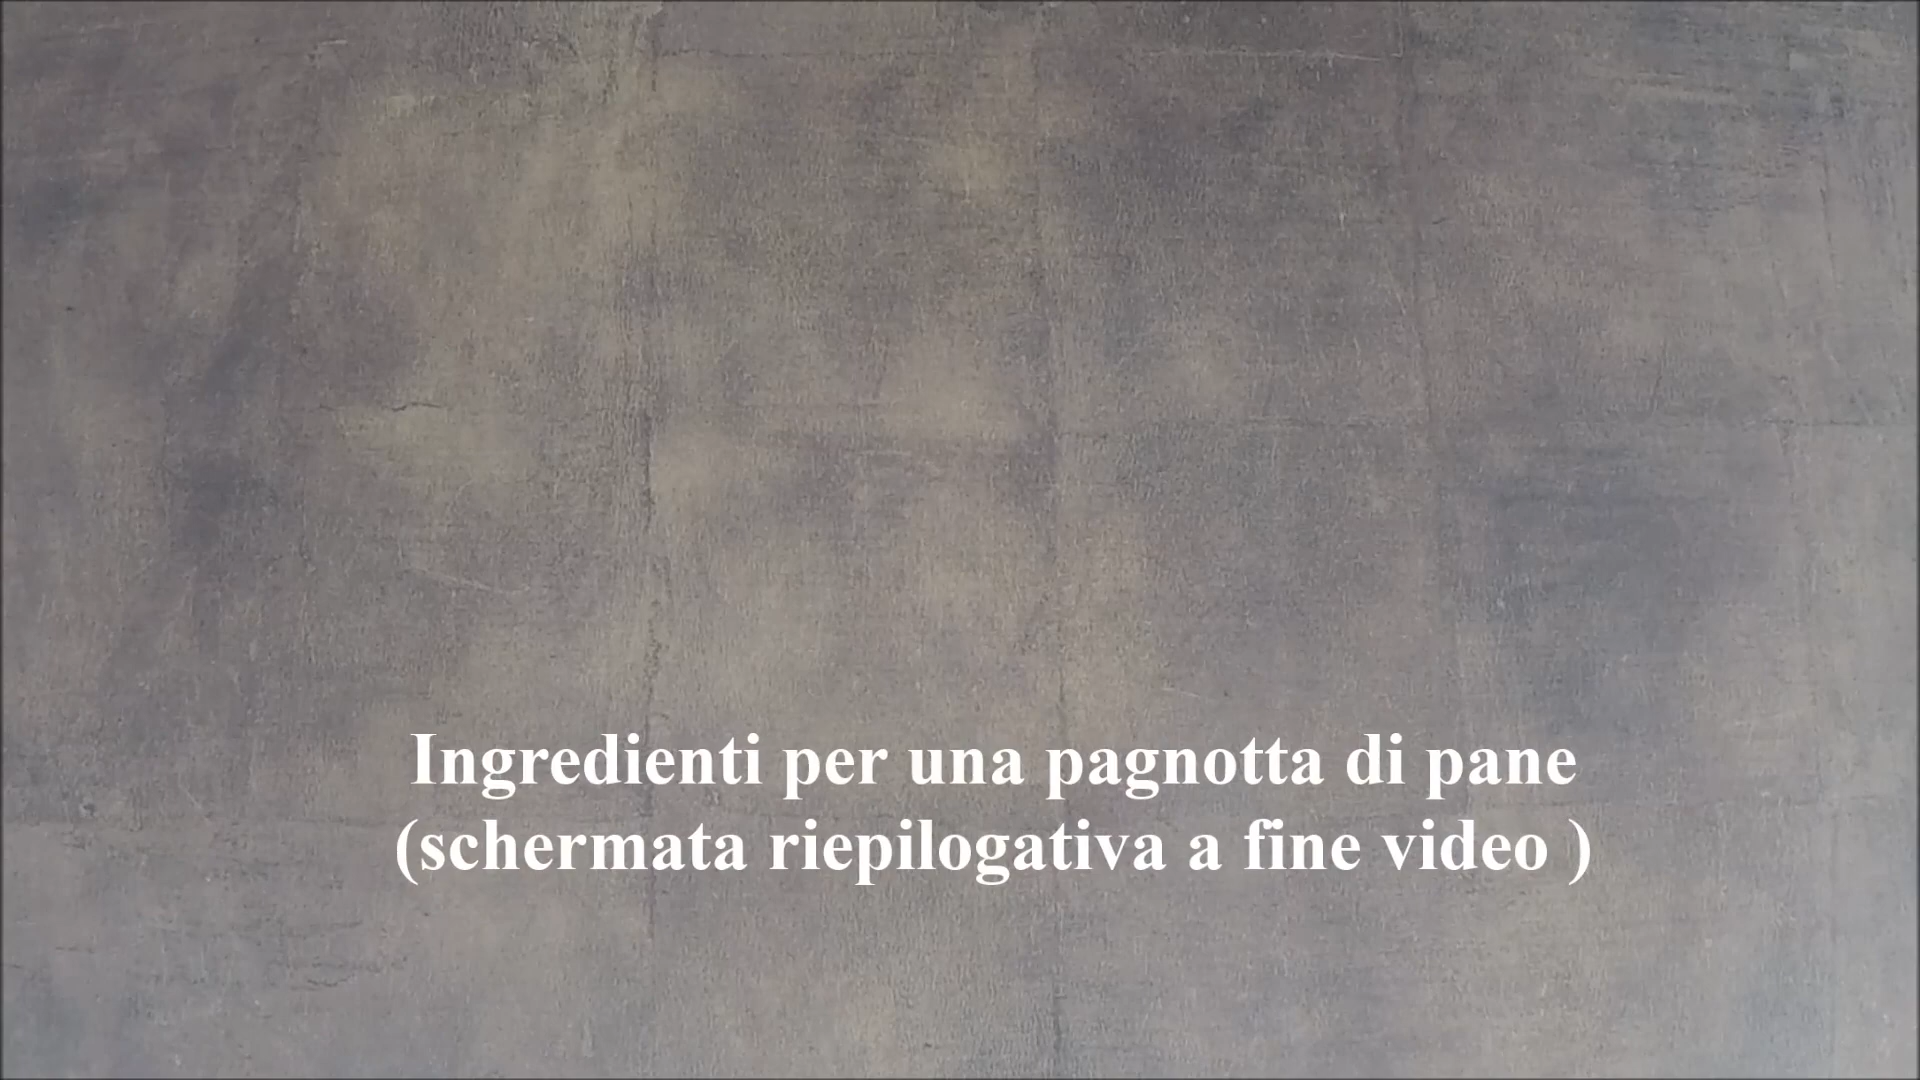 Ingredienti per una pagnotta di pane
(schermata riepilogativa a fine video )